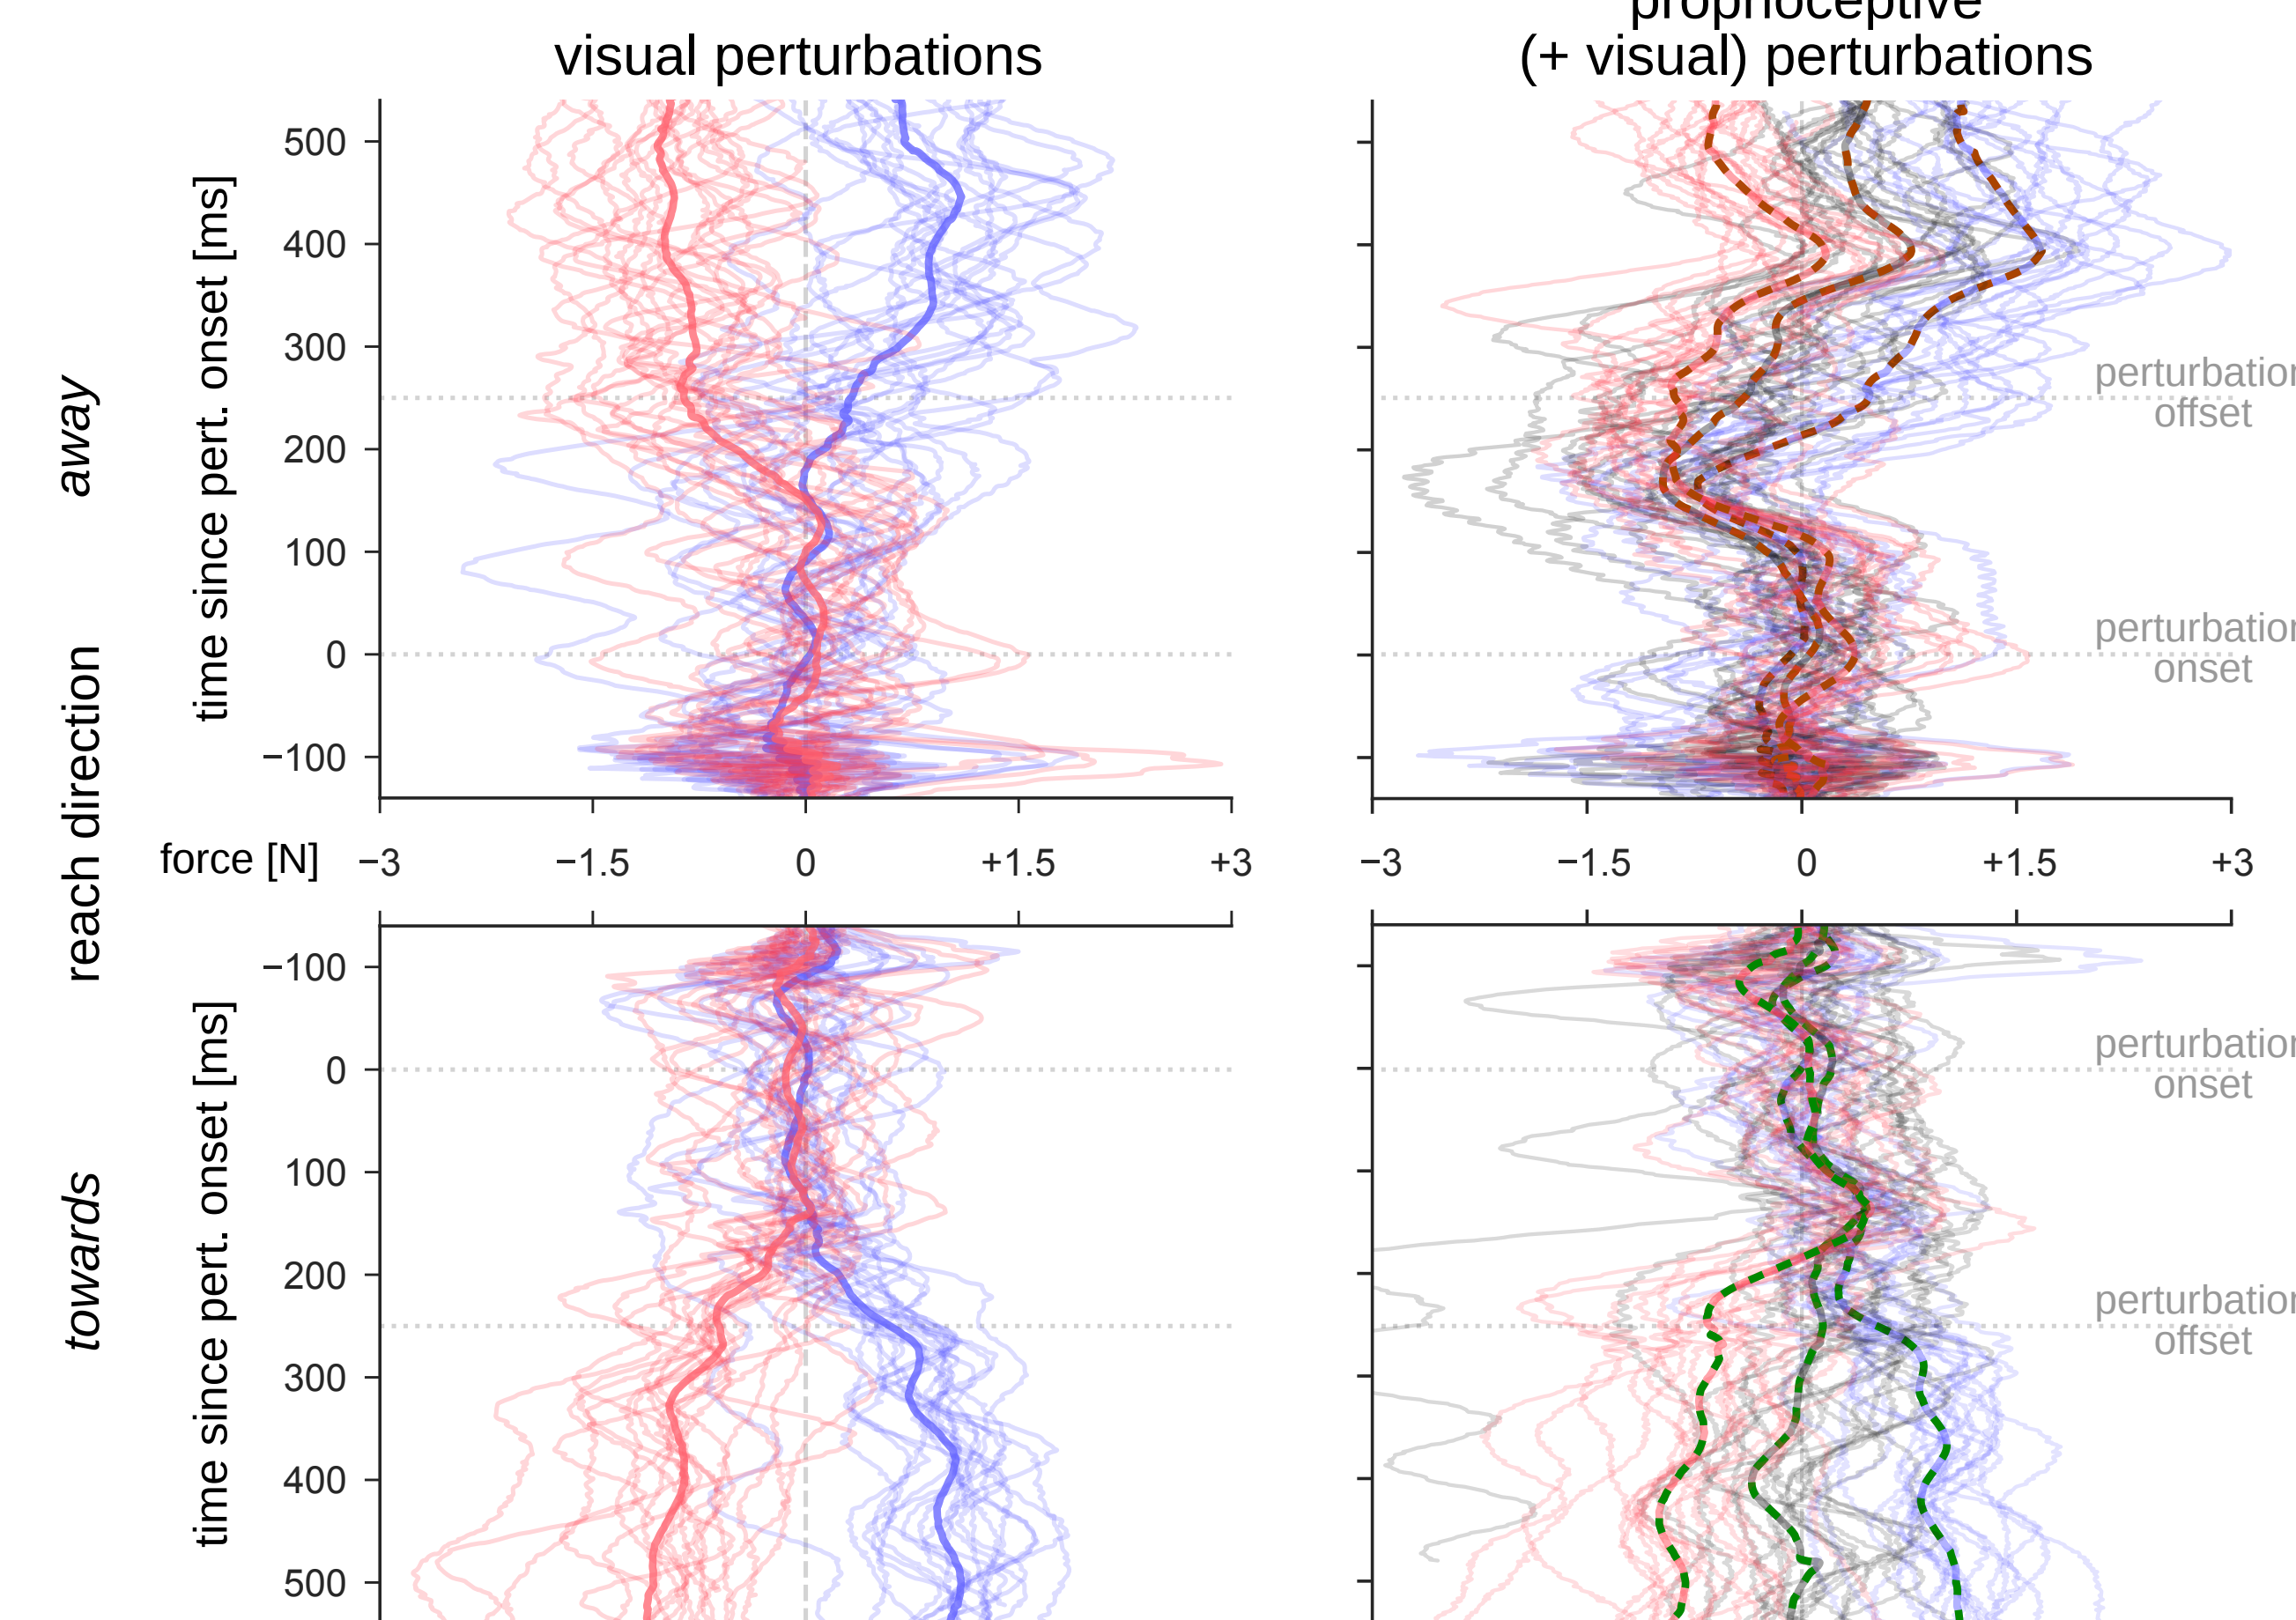 proprioceptive
visual perturbations
(+ visual) perturbations
away
time since pert. onset [ms]
500
400
300
200
100
0
−100
perturbation
offset
perturbation
onset
reach direction
force [N]
−3
−1.5
0
+1.5
+3
−3
−1.5
0
+1.5
+3
towards
time since pert. onset [ms]
−100
0
100
200
300
400
500
perturbation
onset
perturbation
offset